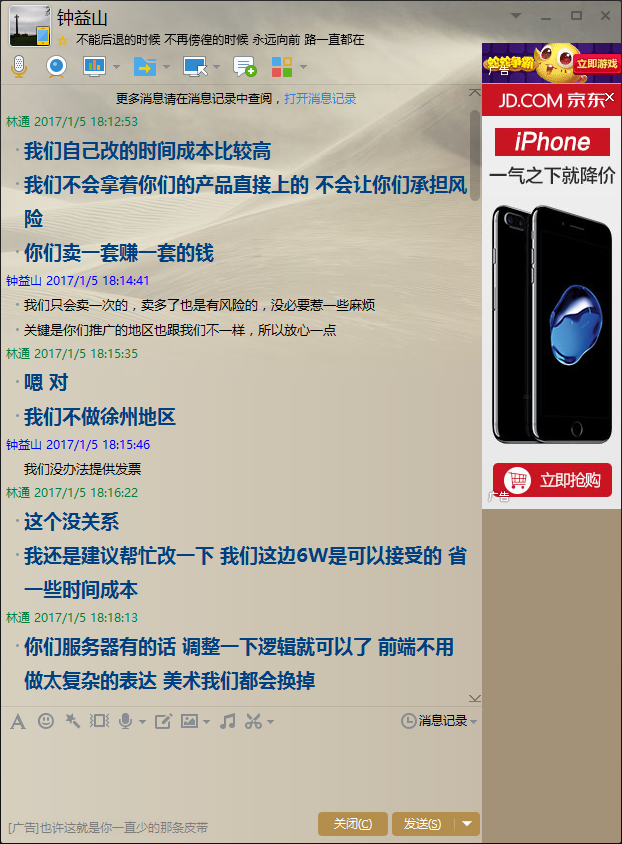 钟益山
不能后退的时候 不再傍徨的时候 永远向前 路一直都在
更多消息请在消息记录中查阅，打开消息记录
林通 2017/1/5 18:12:53
我们自己改的时间成本比较高
我们不会拿着你们的产品直接上的 不会让你们承担风
险
你们卖一套赚一套的钱
钟益山 2017/1/5 18:14:41
我们只会卖一次的，卖多了也是有风险的，没必要惹一些麻烦
关键是你们推广的地区也跟我们不一样，所以放心一点
林通 2017/1/5 18:15:35
嗯 对
我们不做徐州地区
钟益山 2017/1/5 18:15:46
我们没办法提供发票
林通 2017/1/5 18:16:22
这个没关系
我还是建议帮忙改一下 我们这边6W是可以接受的 省
一些时间成本
林通 2017/1/5 18:18:13
你们服务器有的话 调整一下逻辑就可以了 前端不用
做太复杂的表达 美术我们都会换掉
消息记录
[广告]也许这就是你一直少的那条皮带
关闭(C)
发送(S)
立即游戏
广告
JD.COM 京东
iPhone
一气之下就降价
立即抢购
广告